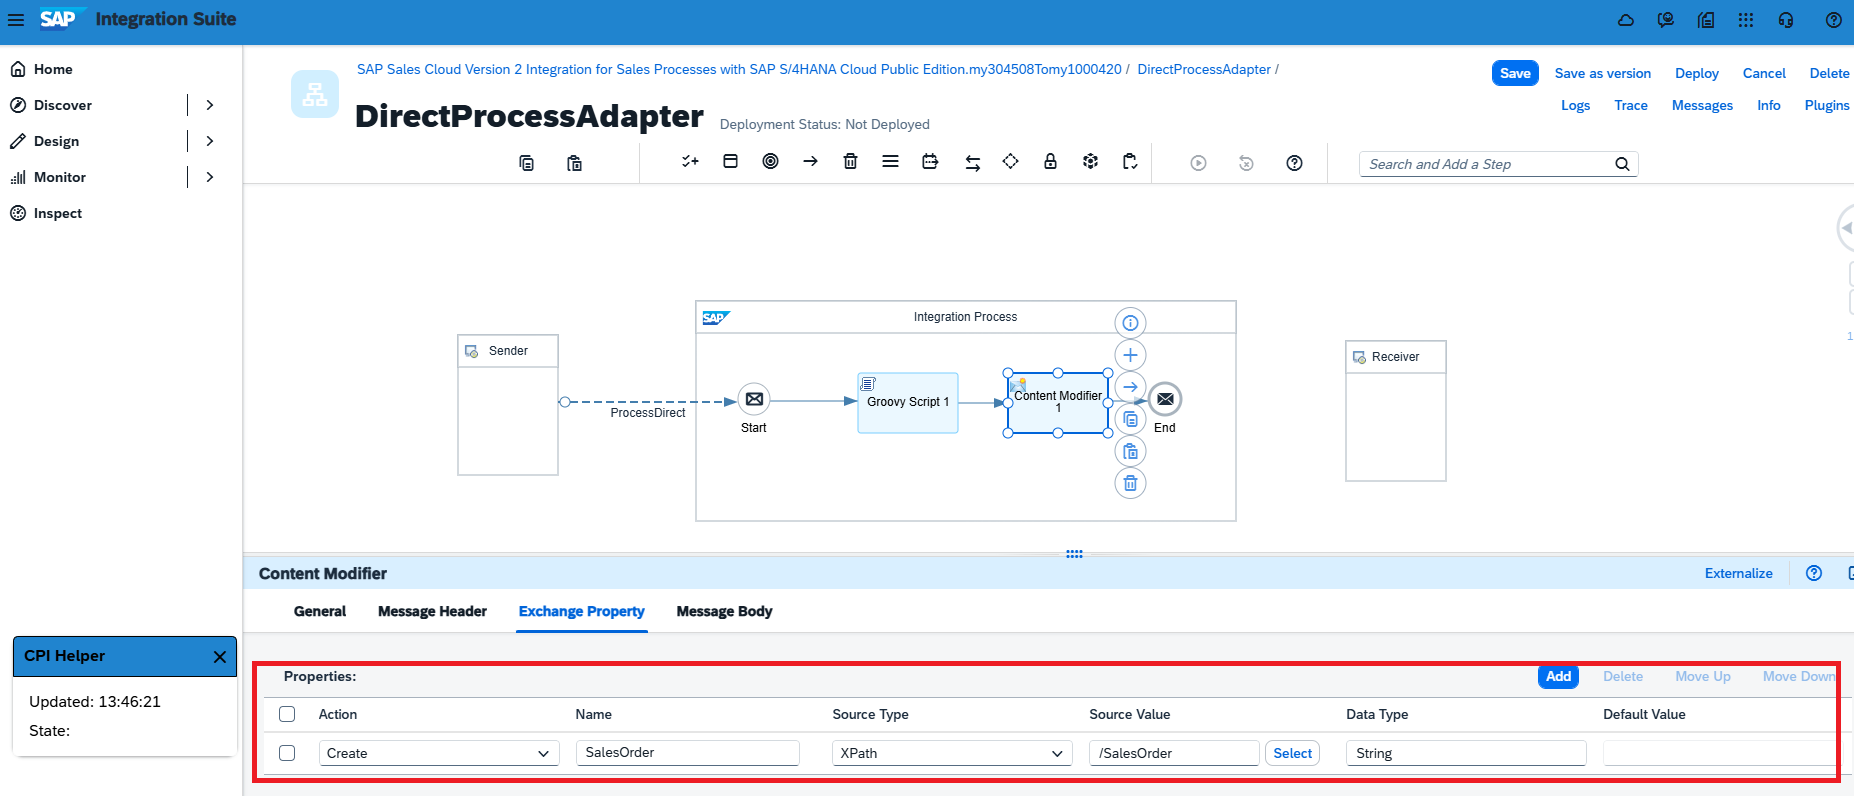 SAP Integration Suite
Home
Discover
Design
Monitor
Inspect
SAP Sales Cloud Version 2 Integration for Sales Processes with SAP S/4HANA Cloud Public Edition.my304508Tomy1000420 / DirectProcessAdapter /
DirectProcessAdapter Deployment Status: Not Deployed
Save Save as version Deploy Cancel Delete
Logs Trace Messages Info Plugins
Search and Add a Step
SAP Integration Process
Sender
Receiver
ProcessDirect
Start
Groovy Script 1
Content Modifier
1
End
1
Content Modifier Externalize
General Message Header Exchange Property Message Body
Properties: Add Delete Move Up Move Down
Action Name Source Type Source Value Data Type Default Value
Create SalesOrder XPath /SalesOrder Select String
CPI Helper
Updated: 13:46:21
State: